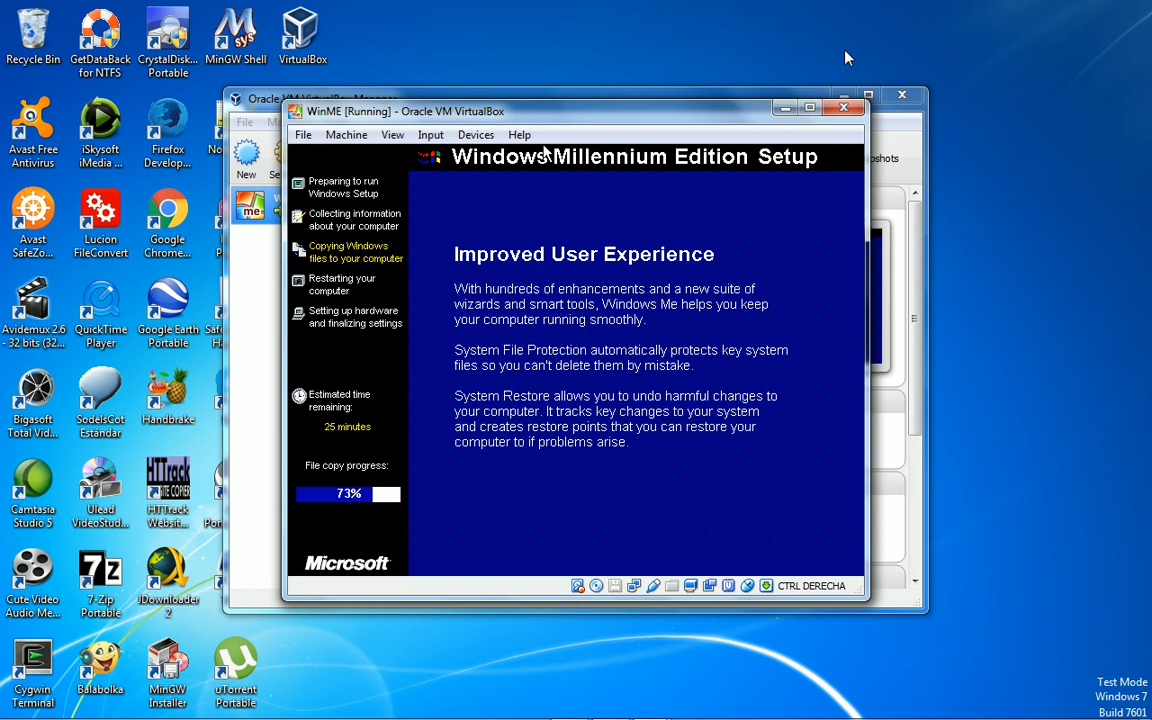 Recycle Bin
GetDataBack
for NTFS
CrystalDisk...
Portable
MinGW Shell
VirtualBox
Avast Free
Antivirus
iSkysoft
iMedia ...
Firefox
Develop...
Avast
SafeZo...
Lucion
FileConvert
Google
Chrome...
Avidemux 2.6
- 32 bits (32...
QuickTime
Player
Google Earth
Portable
Bigasoft
Total Vid...
SodelsCot
Estándar
Handbrake
Camtasia
Studio 5
Ulead
VideoStud...
HTTrack
Websit...
Cute Video
Audio Me...
7-Zip
Portable
JDownloader
2
Cygwin
Terminal
Balabolka
MinGW
Installer
uTorrent
Portable
Oracle VM VirtualBox Manager
File
New
WinME [Running] - Oracle VM VirtualBox
File Machine View Input Devices Help
Windows Millennium Edition Setup
Preparing to run
Windows Setup
Collecting information
about your computer
Copying Windows
files to your computer
Restarting your
computer
Setting up hardware
and finalizing settings
Estimated time
remaining:
25 minutes
File copy progress:
73%
Microsoft
Improved User Experience
With hundreds of enhancements and a new suite of
wizards and smart tools, Windows Me helps you keep
your computer running smoothly.
System File Protection automatically protects key system
files so you can't delete them by mistake.
System Restore allows you to undo harmful changes to
your computer. It tracks key changes to your system
and creates restore points that you can restore your
computer to if problems arise.
CTRL DERECHA
Test Mode
Windows 7
Build 7601